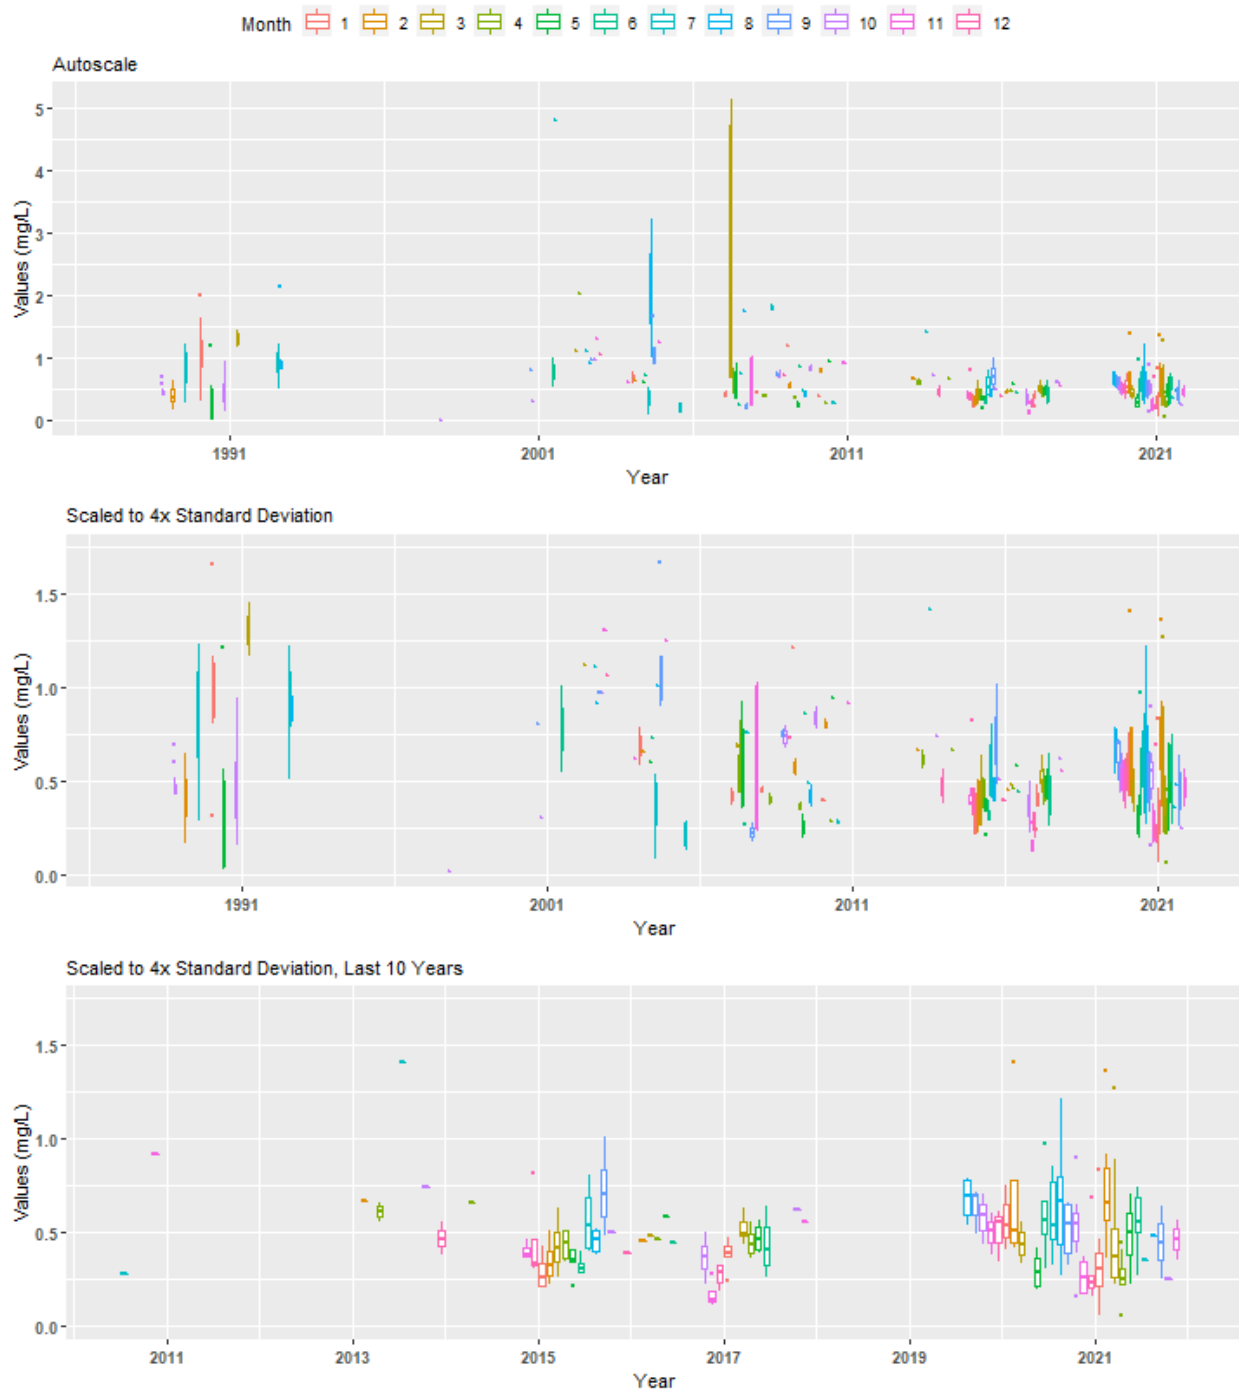 Month 1 2 3 4 5 6 7 8 9 10 11 12
Autoscale
Values (mg/L)
5
4
3
2
1
0
1991 2001 2011 2021
Year
Scaled to 4x Standard Deviation
Values (mg/L)
1.5
1.0
0.5
0.0
1991 2001 2011 2021
Year
Scaled to 4x Standard Deviation, Last 10 Years
Values (mg/L)
1.5
1.0
0.5
0.0
2011 2013 2015 2017 2019 2021
Year